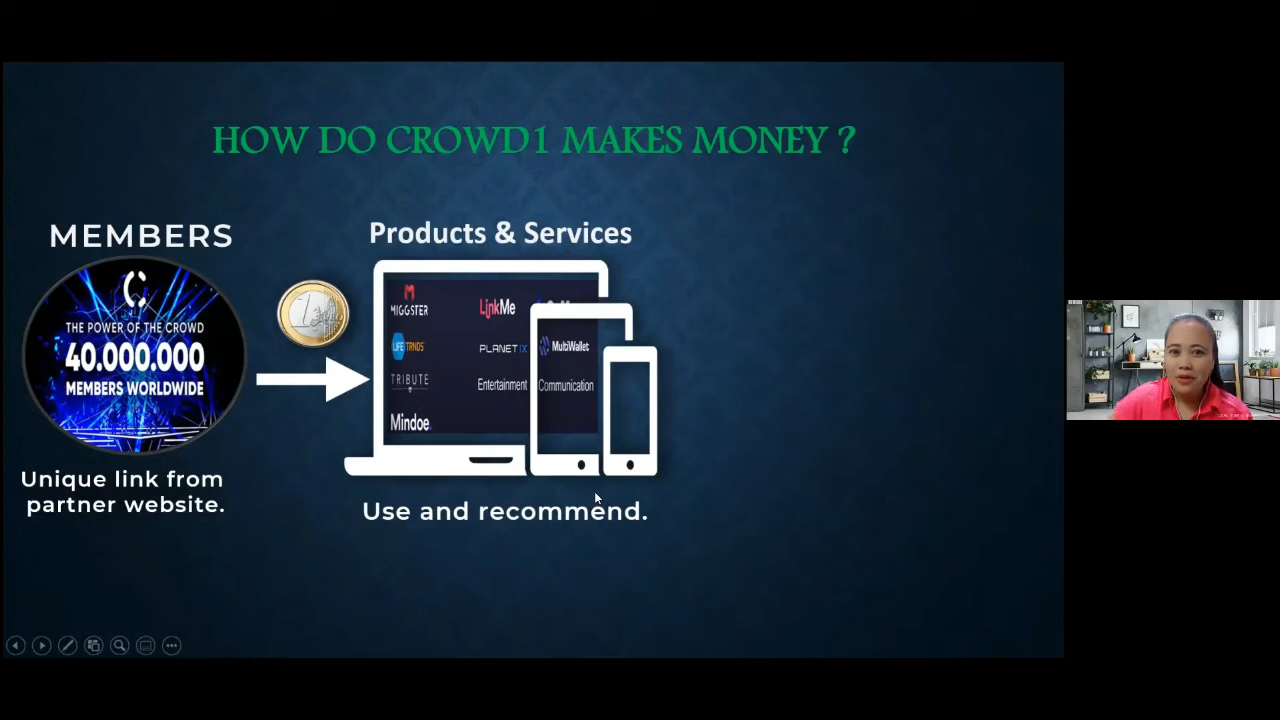 HOW DO CROWD1 MAKES MONEY ?
MEMBERS
THE POWER OF THE CROWD
40.000.000
MEMBERS WORLDWIDE
Unique link from
partner website.
Products & Services
MIGGSTER
LinkMe
LIFE TRNDS
PLANET IX
MultiWallet
TRIBUTE
Entertainment
Communication
Mindoe
Use and recommend.